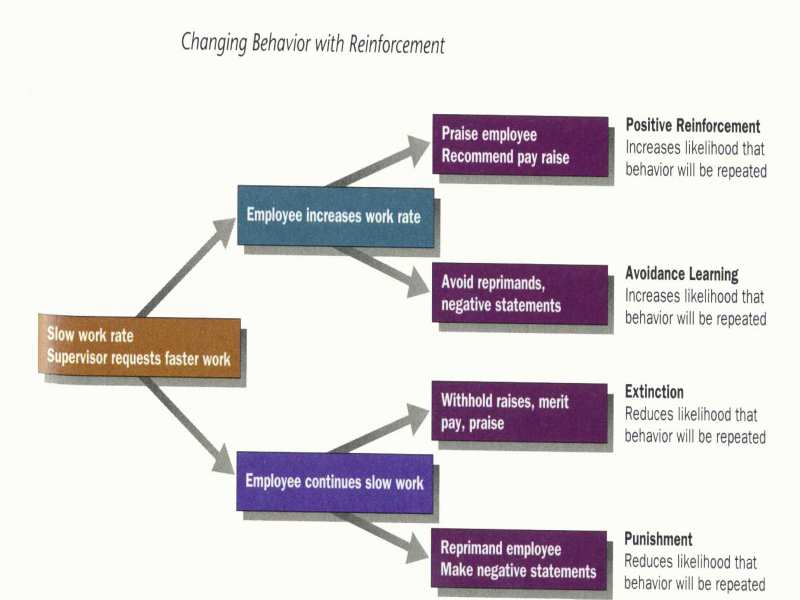 Changing Behavior with Reinforcement
Praise employee
Recommend pay raise
Positive Reinforcement
Increases likelihood that
behavior will be repeated
Employee increases work rate
Avoid reprimands,
negative statements
Avoidance Learning
Increases likelihood that
behavior will be repeated
Slow work rate
Supervisor requests faster work
Withhold raises, merit
pay, praise
Extinction
Reduces likelihood that
behavior will be repeated
Employee continues slow work
Reprimand employee
Make negative statements
Punishment
Reduces likelihood that
behavior will be repeated